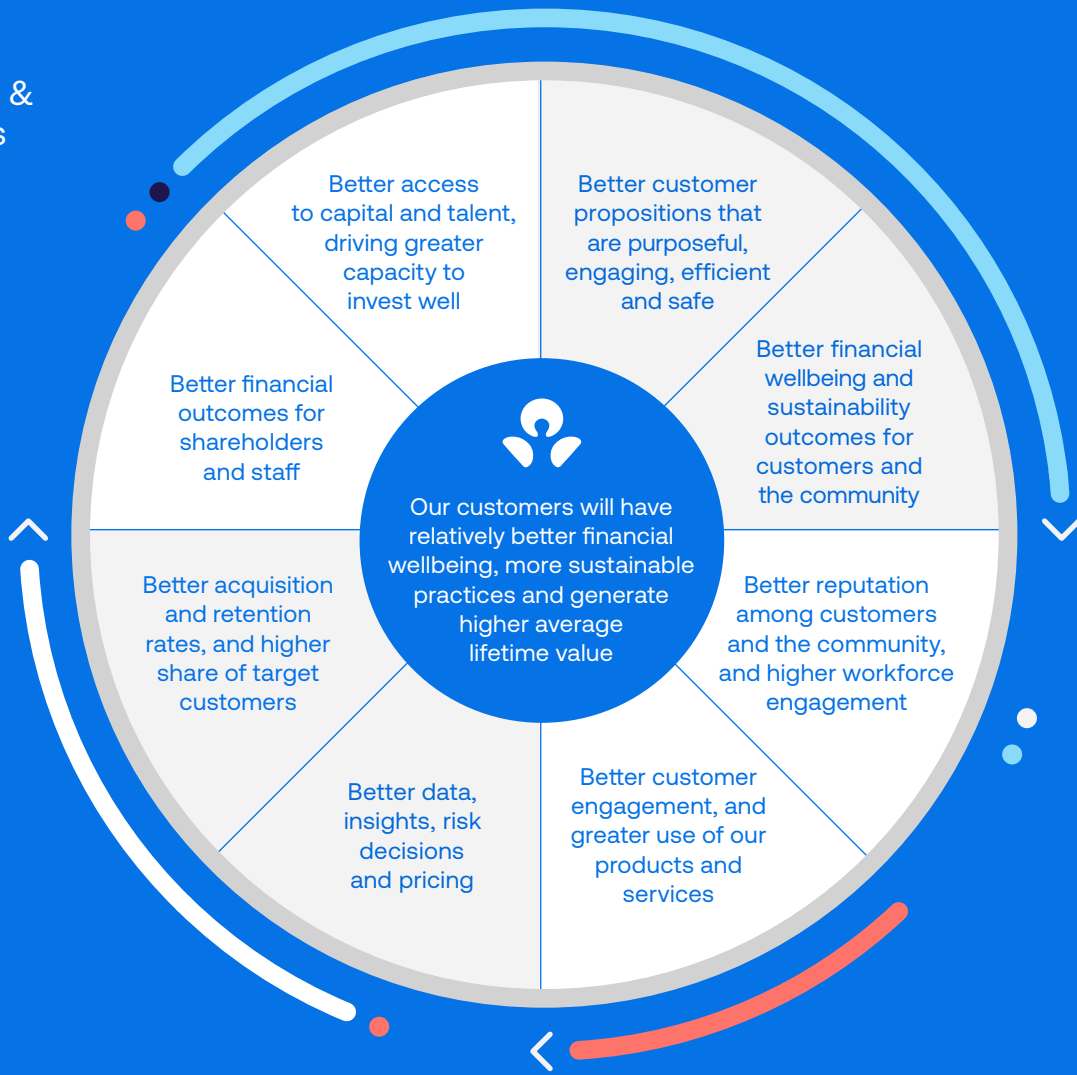 &
s
Better access
to capital and talent,
driving greater
capacity to
invest well
Better customer
propositions that
are purposeful,
engaging, efficient
and safe
Better financial
wellbeing and
sustainability
outcomes for
customers and
the community
Better reputation
among customers
and the community,
and higher workforce
engagement
Better customer
engagement, and
greater use of our
products and
services
Better data,
insights, risk
decisions
and pricing
Better acquisition
and retention
rates, and higher
share of target
customers
Better financial
outcomes for
shareholders
and staff
Our customers will have
relatively better financial
wellbeing, more sustainable
practices and generate
higher average
lifetime value